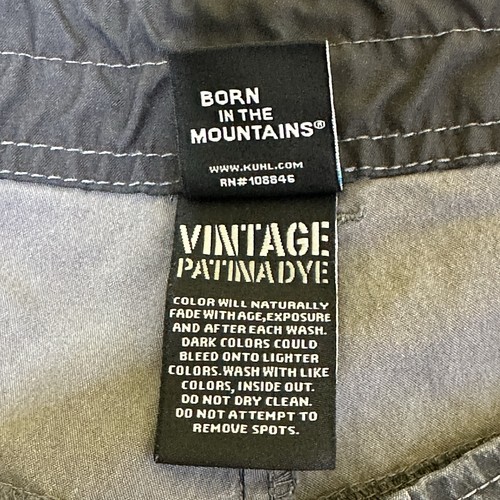 BORN
IN THE
MOUNTAINS®
WWW.KUHL.COM
RN#108846
VINTAGE
PATINA DYE
COLOR WILL NATURALLY
FADE WITH AGE, EXPOSURE
AND AFTER EACH WASH.
DARK COLORS COULD
BLEED ONTO LIGHTER
COLORS. WASH WITH LIKE
COLORS, INSIDE OUT.
DO NOT DRY CLEAN.
DO NOT ATTEMPT TO
REMOVE SPOTS.